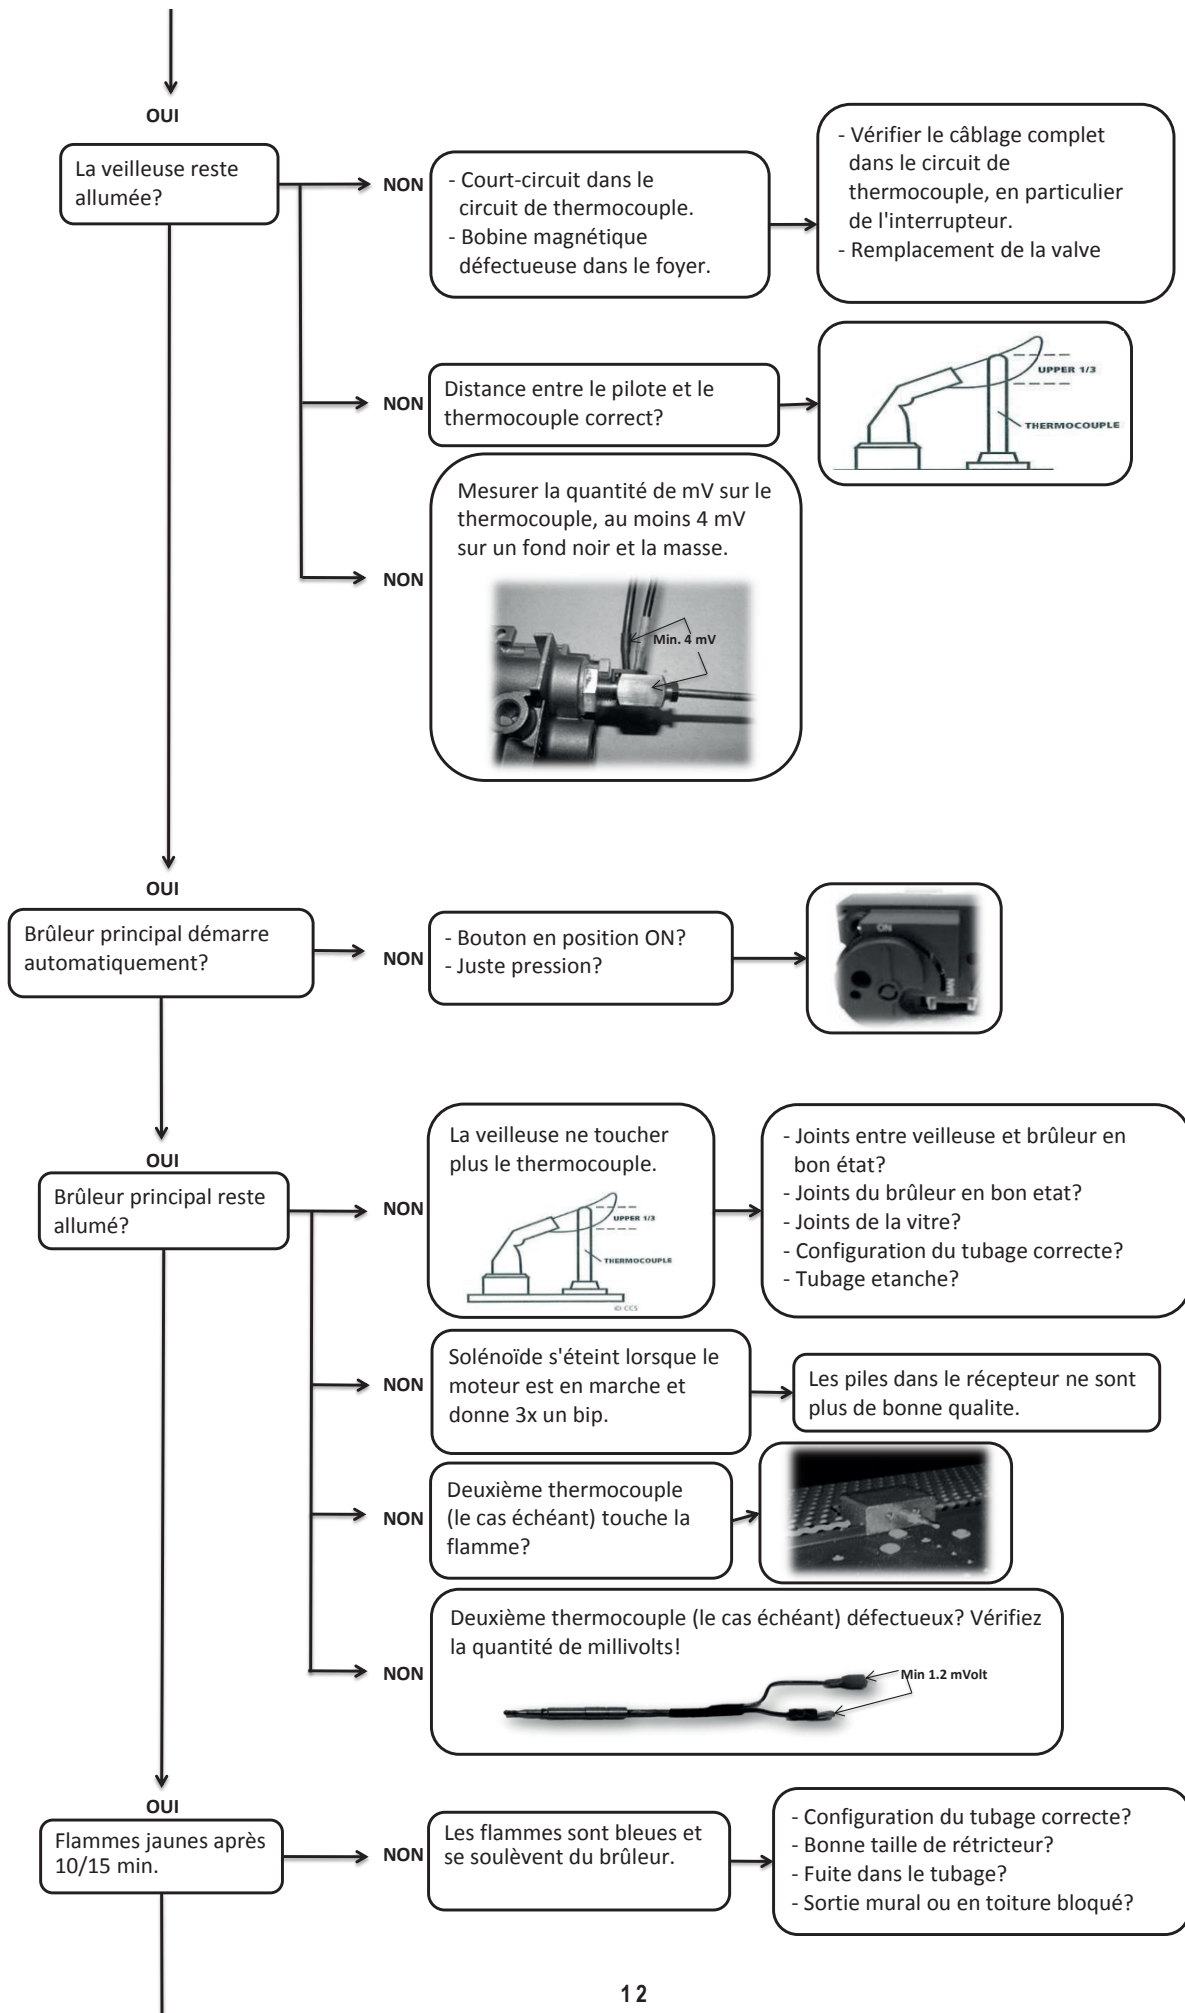 OUI
La veilleuse reste
allumée?
NON
- Court-circuit dans le
circuit de thermocouple.
- Bobine magnétique
défectueuse dans le foyer.
- Vérifier le câblage complet
dans le circuit de
thermocouple, en particulier
de l'interrupteur.
- Remplacement de la valve
NON
Distance entre le pilote et le
thermocouple correct?
UPPER 1/3
THERMOCOUPLE
NON
Mesurer la quantité de mV sur le
thermocouple, au moins 4 mV
sur un fond noir et la masse.
Min. 4 mV
OUI
Brûleur principal démarre
automatiquement?
NON
- Bouton en position ON?
- Juste pression?
ON
OUI
Brûleur principal reste
allumé?
NON
La veilleuse ne toucher
plus le thermocouple.
UPPER 1/3
THERMOCOUPLE
© CCS
- Joints entre veilleuse et brûleur en
bon état?
- Joints du brûleur en bon etat?
- Joints de la vitre?
- Configuration du tubage correcte?
- Tubage etanche?
NON
Solénoïde s'éteint lorsque le
moteur est en marche et
donne 3x un bip.
Les piles dans le récepteur ne sont
plus de bonne qualite.
NON
Deuxième thermocouple
(le cas échéant) touche la
flamme?
NON
Deuxième thermocouple (le cas échéant) défectueux? Vérifiez
la quantité de millivolts!
Min 1.2 mVolt
OUI
Flammes jaunes après
10/15 min.
NON
Les flammes sont bleues et
se soulèvent du brûleur.
- Configuration du tubage correcte?
- Bonne taille de rétricteur?
- Fuite dans le tubage?
- Sortie mural ou en toiture bloqué?
12